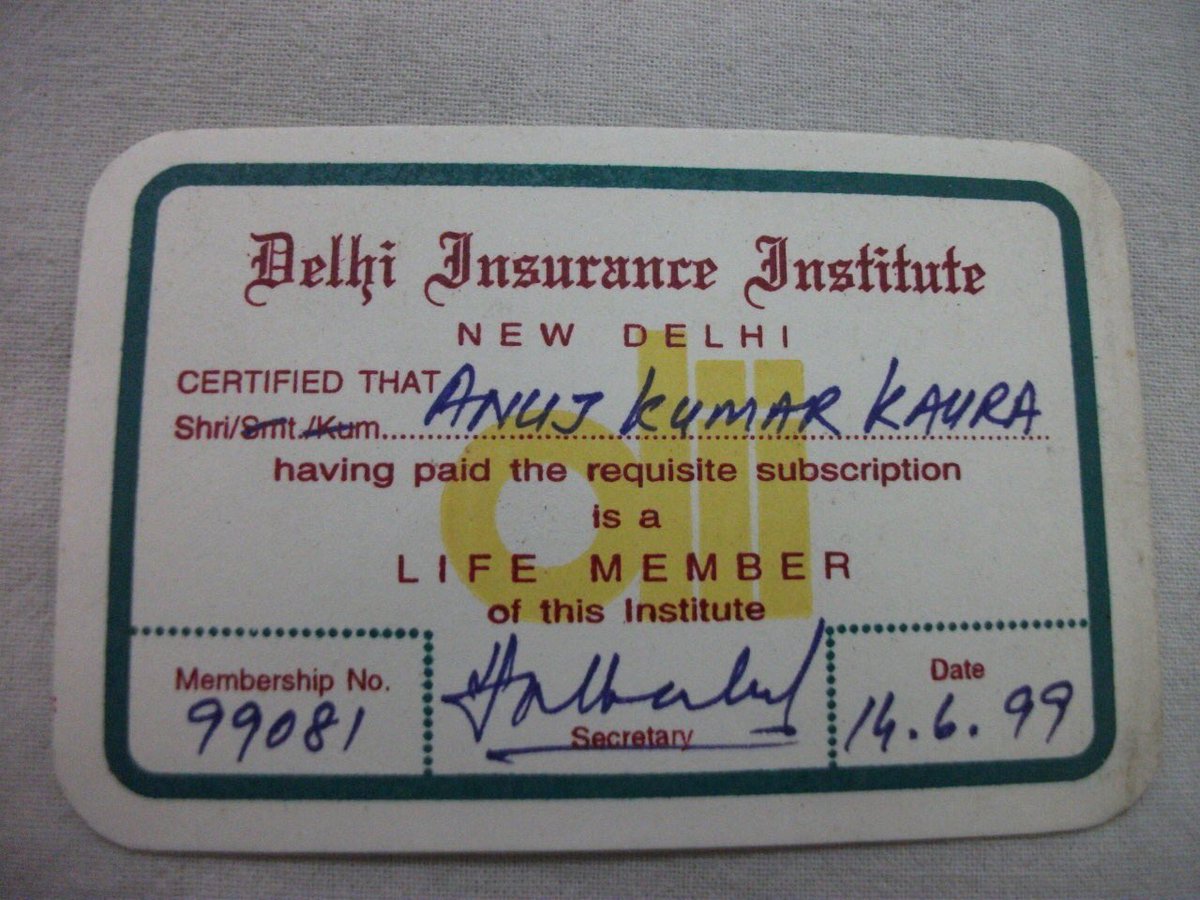 Delhi Insurance Institute
NEW DELHI
CERTIFIED THAT
Shri/Smt./Kum. ANUJ KUMAR KAURA
having paid the requisite subscription
is a
LIFE MEMBER
of this Institute
Membership No.
99081
Secretary
Date
14.6.99
dii